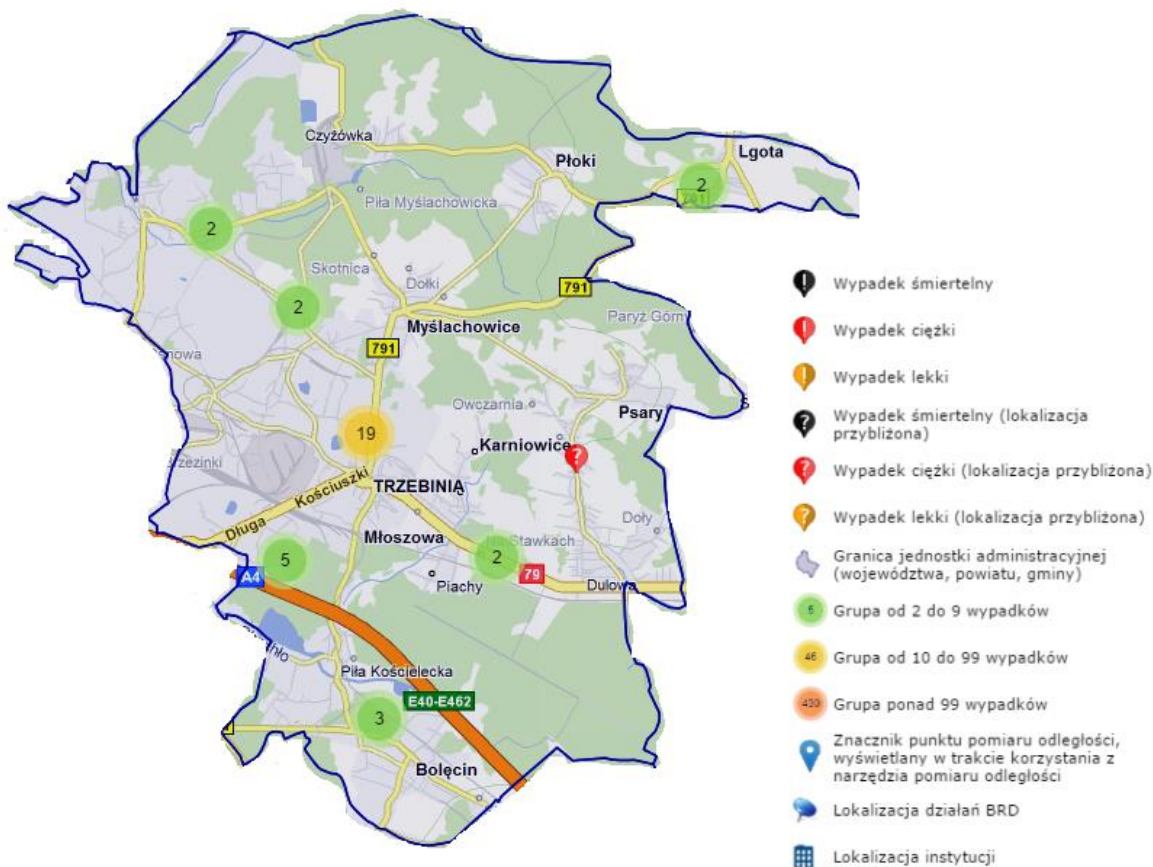 Czyżówka
Płoki
Lgota
2
791
Piła Myślachowicka
2
Skotnica
Dołki
2
791
Paryż Górn
Myślachowice
791
Owczarnia
Psary
19
Karniowice
?
TRZEBINIA
Długa Kościuszki
Młoszowa
Doły
5
2
Stawkach
A4
79
Piachy
Dulowa
Piła Kościelecka
E40-E462
3
Bolęcin
! Wypadek śmiertelny
! Wypadek ciężki
! Wypadek lekki
? Wypadek śmiertelny (lokalizacja
przybliżona)
? Wypadek ciężki (lokalizacja przybliżona)
? Wypadek lekki (lokalizacja przybliżona)
Granica jednostki administracyjnej
(województwa, powiatu, gminy)
5 Grupa od 2 do 9 wypadków
46 Grupa od 10 do 99 wypadków
Grupa ponad 99 wypadków
Znacznik punktu pomiaru odległości,
wyświetlany w trakcie korzystania z
narzędzia pomiaru odległości
Lokalizacja działań BRD
Lokalizacja instytucji